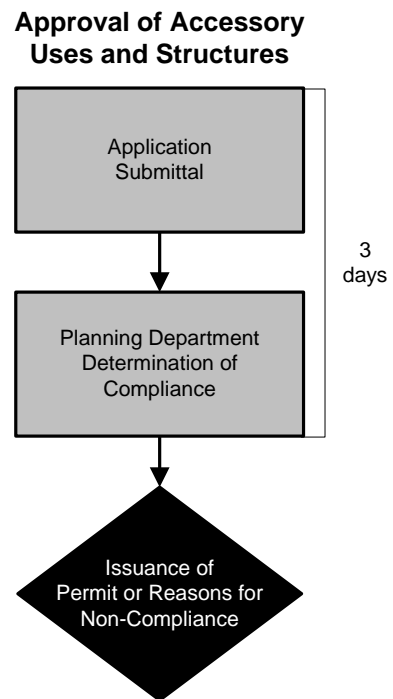 Approval of Accessory
Uses and Structures
Application
Submittal
3
days
Planning Department
Determination of
Compliance
Issuance of
Permit or Reasons for
Non-Compliance